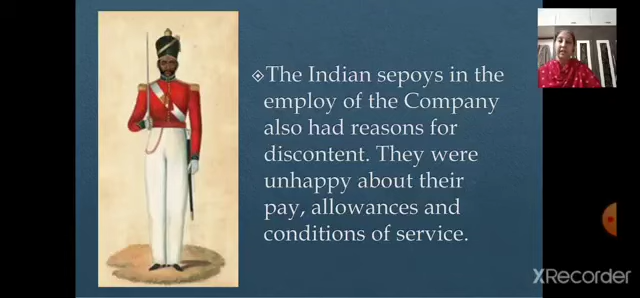 The Indian sepoys in the
employ of the Company
also had reasons for
discontent. They were
unhappy about their
pay, allowances and
conditions of service.
XRecorder